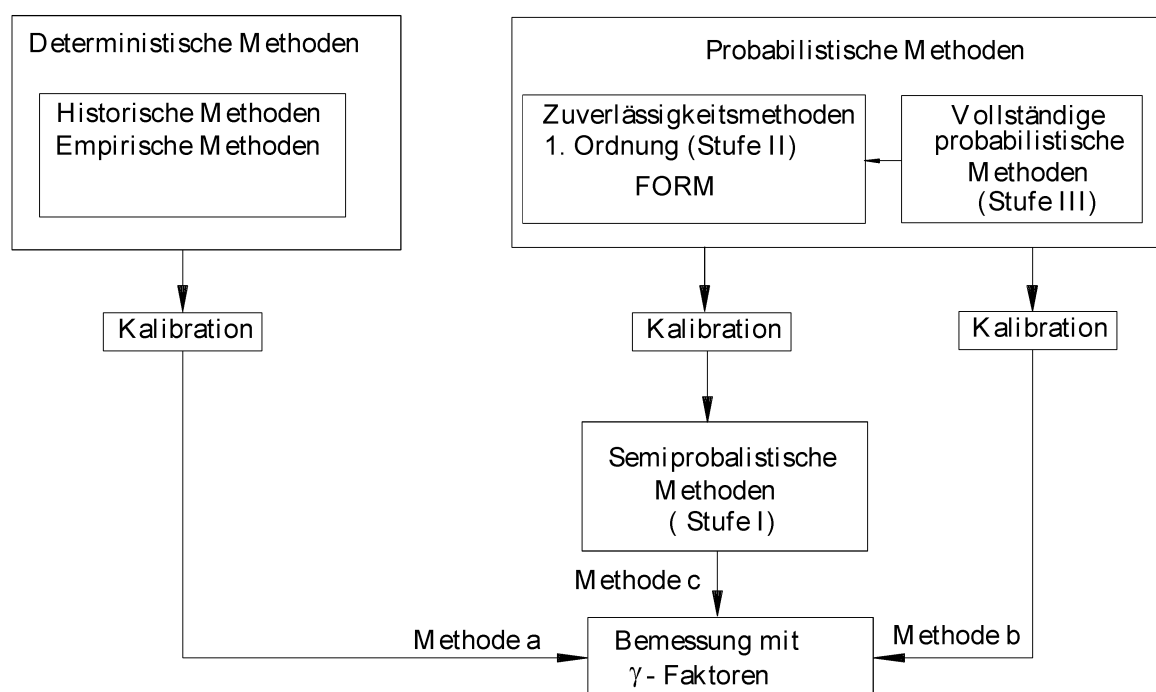 Deterministische Methoden
Historische Methoden
Empirische Methoden
Probabilistische Methoden
Zuverlässigkeitsmethoden
1. Ordnung (Stufe II)
FORM
Vollständige
probabilistische
Methoden
(Stufe III)
Kalibration
Kalibration
Kalibration
Semiprobalistische
Methoden
( Stufe I)
Methode c
Methode a
Bemessung mit
γ - Faktoren
Methode b